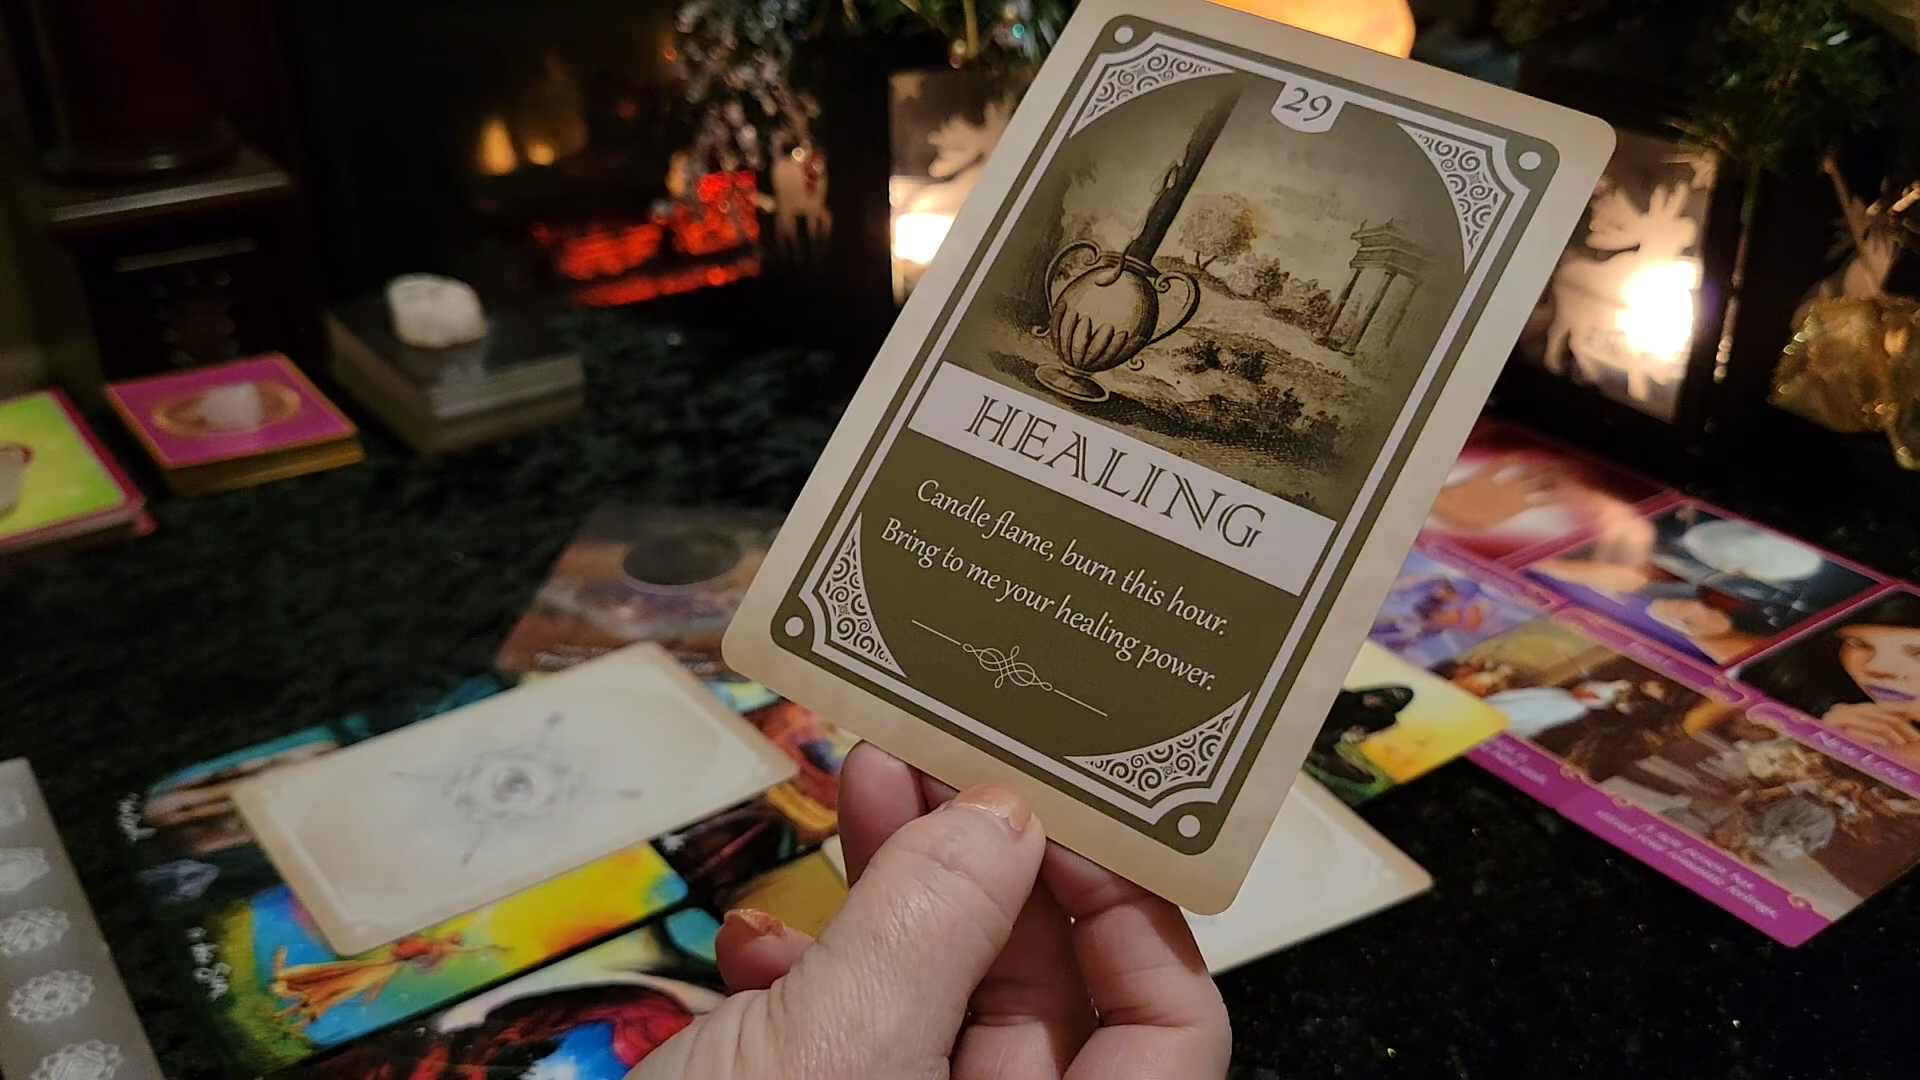 29
HEALING
Candle flame, burn this hour.
Bring to me your healing power.